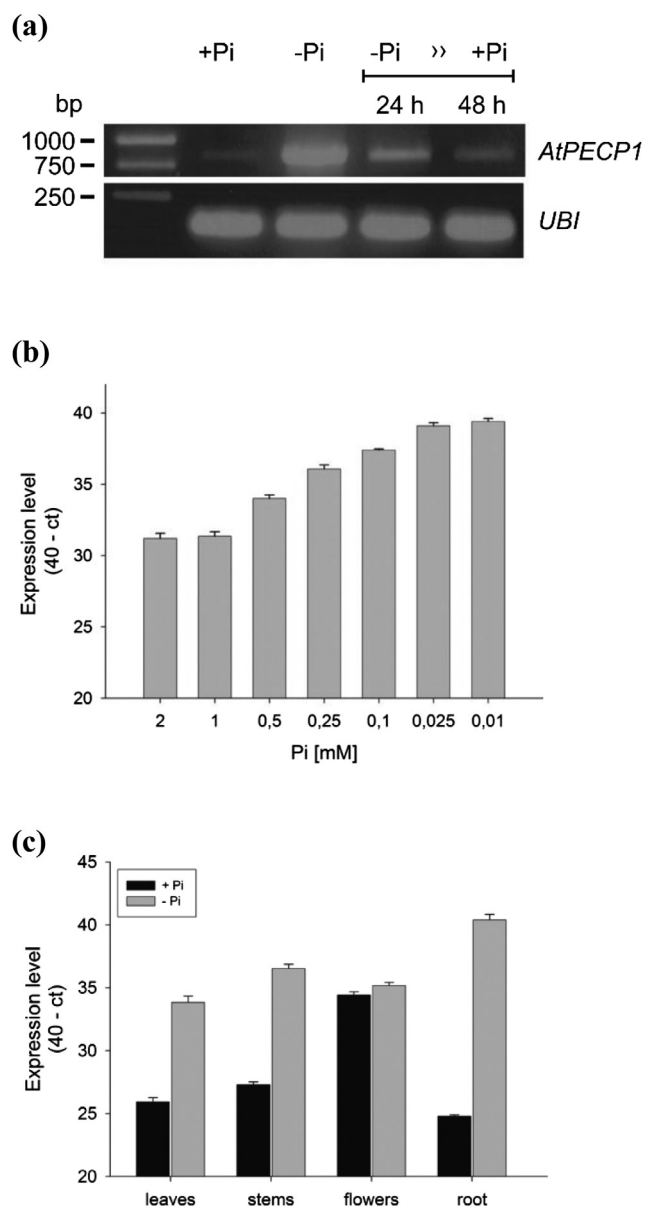 (a)
+Pi -Pi -Pi ›› +Pi
bp 24 h 48 h
1000
750
AtPECP1
250
UBI
(b)
Expression level
(40 - ct)
40
35
30
25
20
2 1 0,5 0,25 0,1 0,025 0,01
Pi [mM]
(c)
Expression level
(40 - ct)
45
40
35
30
25
20
+ Pi
- Pi
leaves stems flowers root